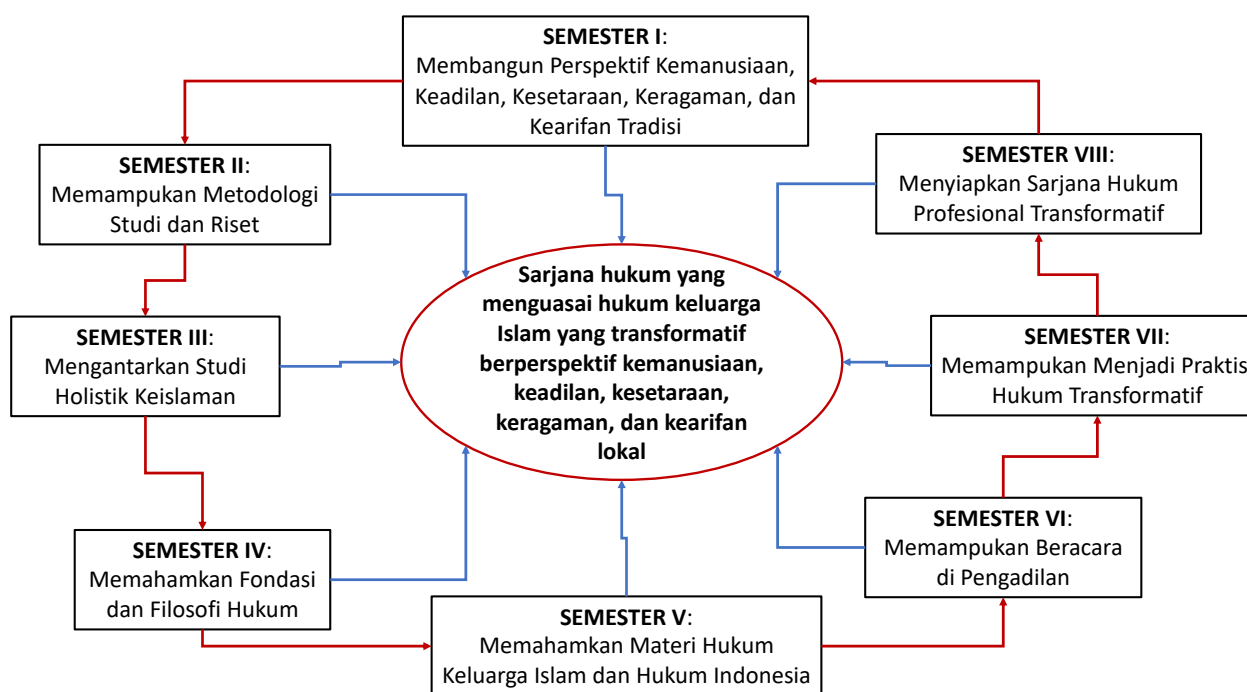 SEMESTER I:
Membangun Perspektif Kemanusiaan,
Keadilan, Kesetaraan, Keragaman, dan
Kearifan Tradisi
SEMESTER II:
Memampukan Metodologi
Studi dan Riset
SEMESTER III:
Mengantarkan Studi
Holistik Keislaman
SEMESTER IV:
Memahamkan Fondasi
dan Filosofi Hukum
SEMESTER V:
Memahamkan Materi Hukum
Keluarga Islam dan Hukum Indonesia
SEMESTER VI:
Memampukan Beracara
di Pengadilan
SEMESTER VII:
Memampukan Menjadi Praktis
Hukum Transformatif
SEMESTER VIII:
Menyiapkan Sarjana Hukum
Profesional Transformatif
Sarjana hukum yang
menguasai hukum keluarga
Islam yang transformatif
berperspektif kemanusiaan,
keadilan, kesetaraan,
keragaman, dan kearifan
lokal